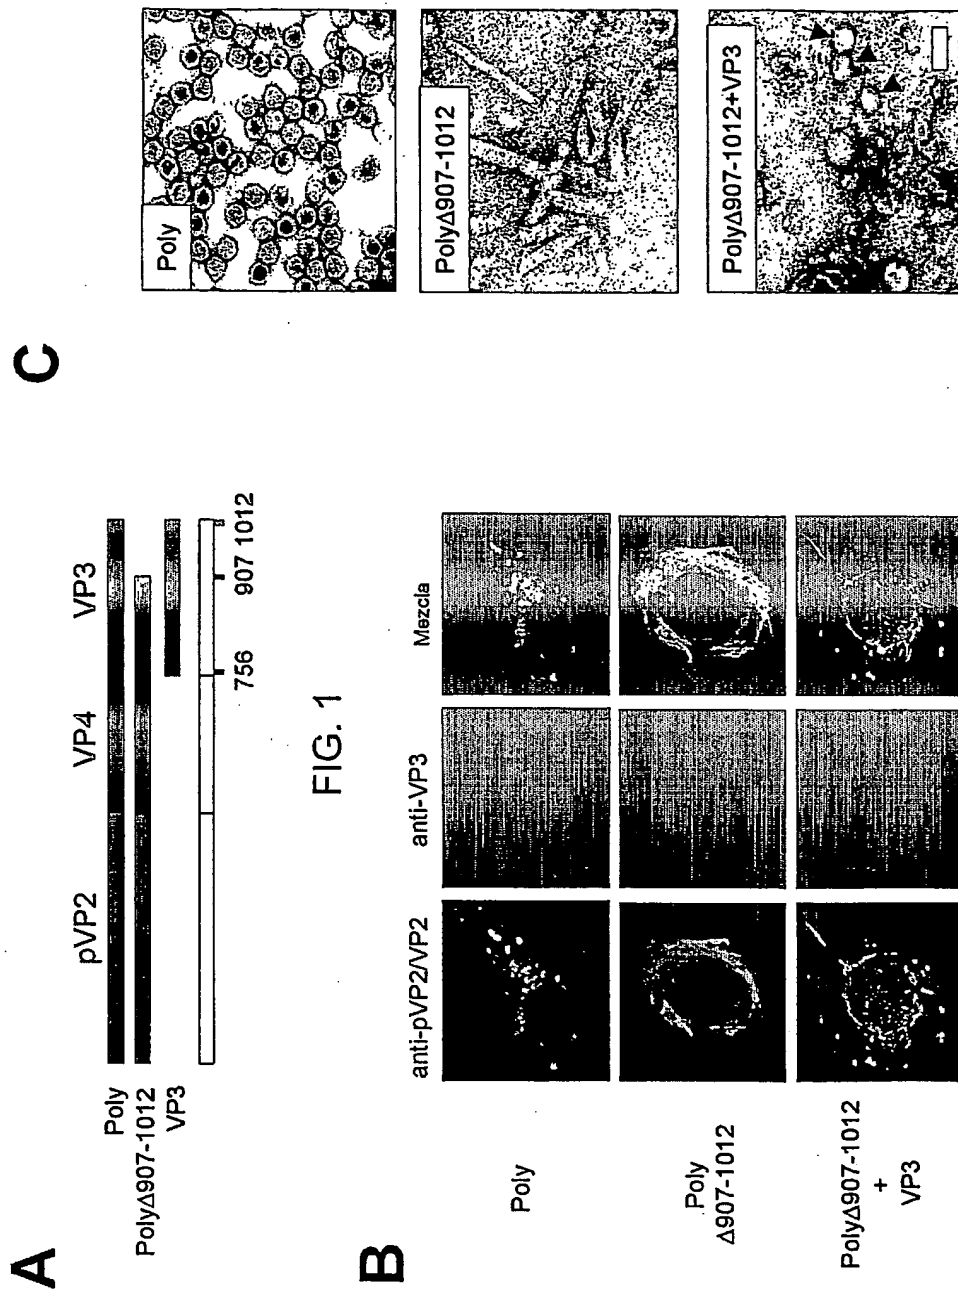 A
pVP2 VP4 VP3
Poly
PolyΔ907-1012
VP3
756 907 1012
FIG. 1
B
anti-pVP2/VP2 anti-VP3 Mezcla
Poly
Poly
Δ907-1012
PolyΔ907-1012
+
VP3
C
Poly
PolyΔ907-1012
PolyΔ907-1012+VP3